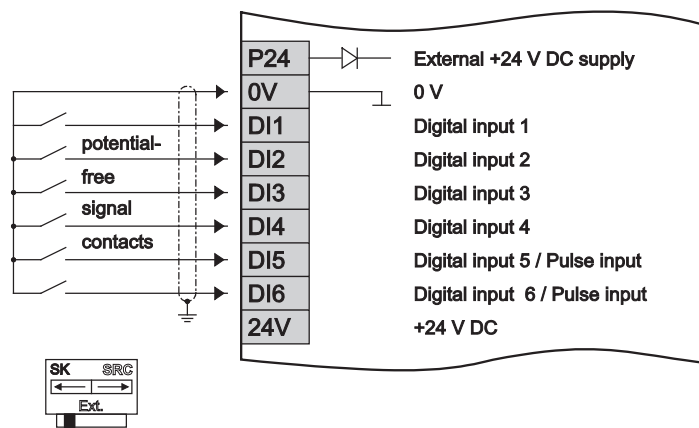 P24 External +24 V DC supply
0V 0 V
DI1 Digital input 1
potential-
DI2 Digital input 2
free
DI3 Digital input 3
signal
DI4 Digital input 4
contacts
DI5 Digital input 5 / Pulse input
DI6 Digital input 6 / Pulse input
24V +24 V DC
SK SRC
Ext.